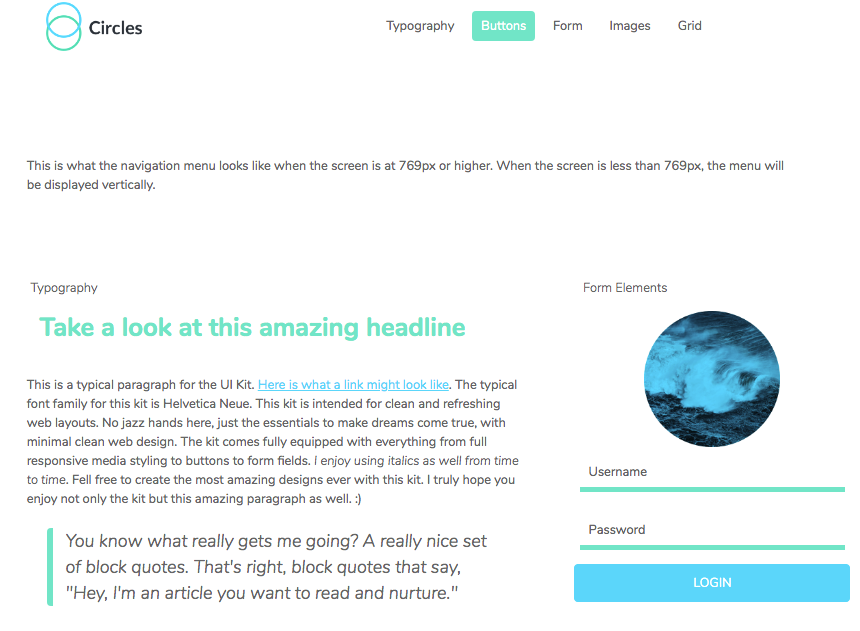 Circles
Typography
Buttons
Form
Images
Grid
This is what the navigation menu looks like when the screen is at 769px or higher. When the screen is less than 769px, the menu will
be displayed vertically.
Typography
Take a look at this amazing headline
This is a typical paragraph for the UI Kit. Here is what a link might look like. The typical
font family for this kit is Helvetica Neue. This kit is intended for clean and refreshing
web layouts. No jazz hands here, just the essentials to make dreams come true, with
minimal clean web design. The kit comes fully equipped with everything from full
responsive media styling to buttons to form fields. I enjoy using italics as well from time
to time. Fell free to create the most amazing designs ever with this kit. I truly hope you
enjoy not only the kit but this amazing paragraph as well. :)
You know what really gets me going? A really nice set
of block quotes. That's right, block quotes that say,
"Hey, I'm an article you want to read and nurture."
Form Elements
Username
Password
LOGIN